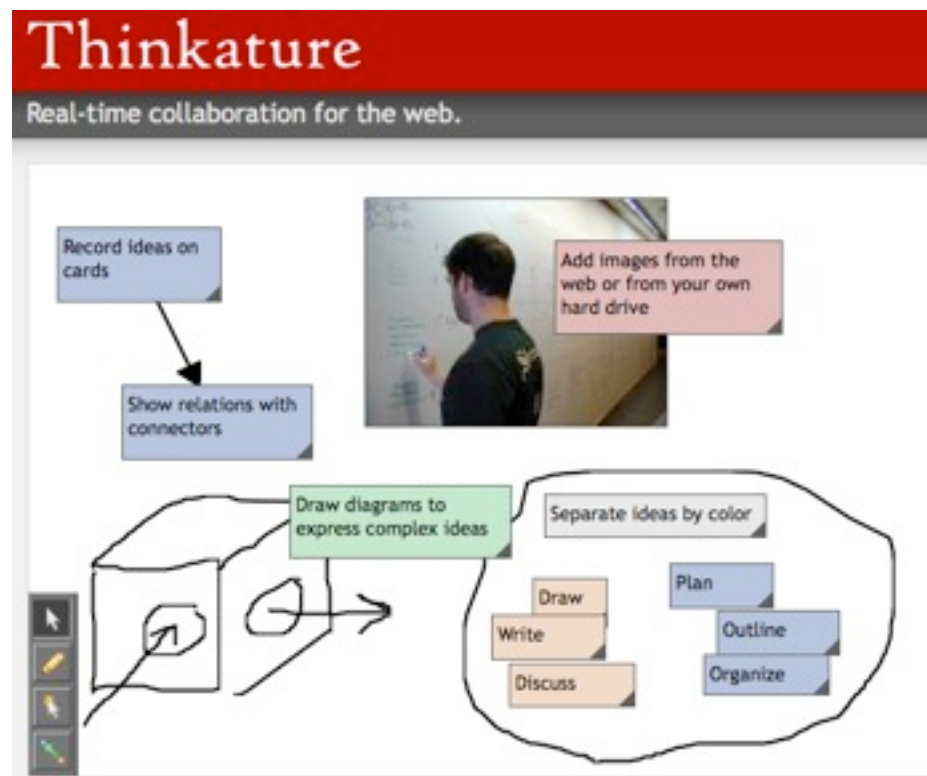 Thinkature
Real-time collaboration for the web.
Record ideas on
cards
Add images from the
web or from your own
hard drive
Show relations with
connectors
Draw diagrams to
express complex ideas
Separate ideas by color
Draw
Write
Discuss
Plan
Outline
Organize